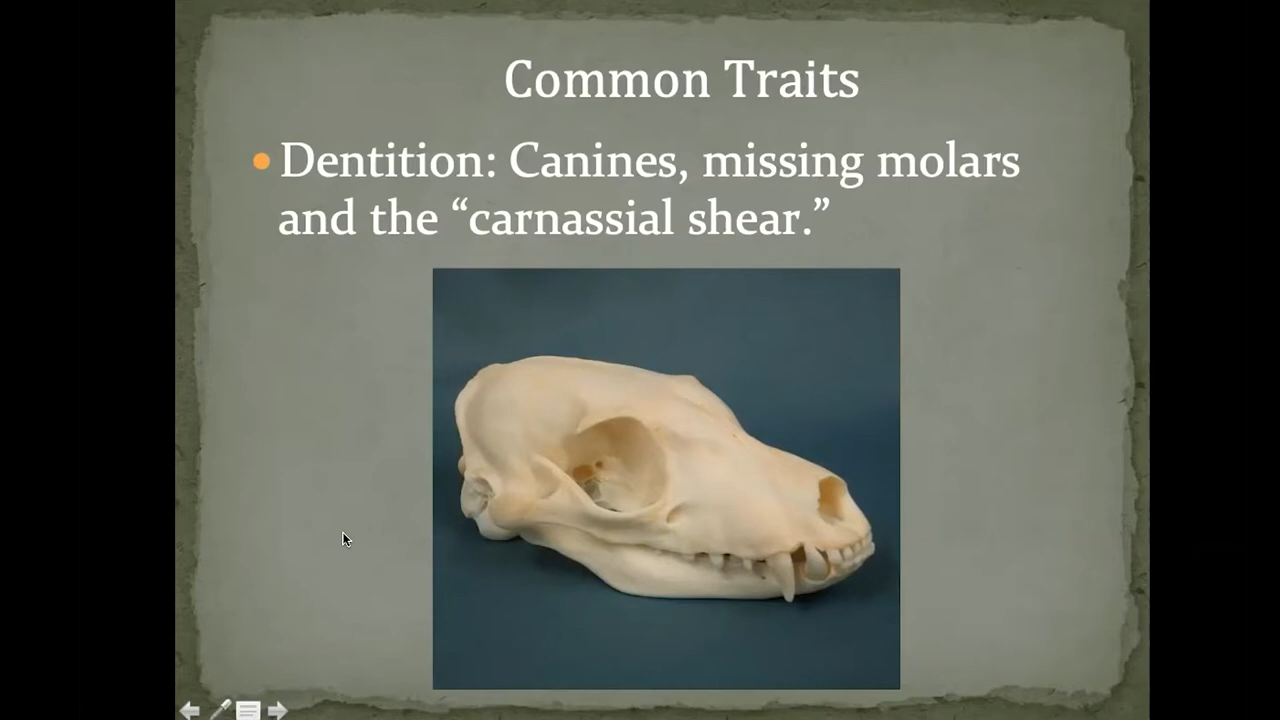 Common Traits
Dentition: Canines, missing molars
and the “carnassial shear.”